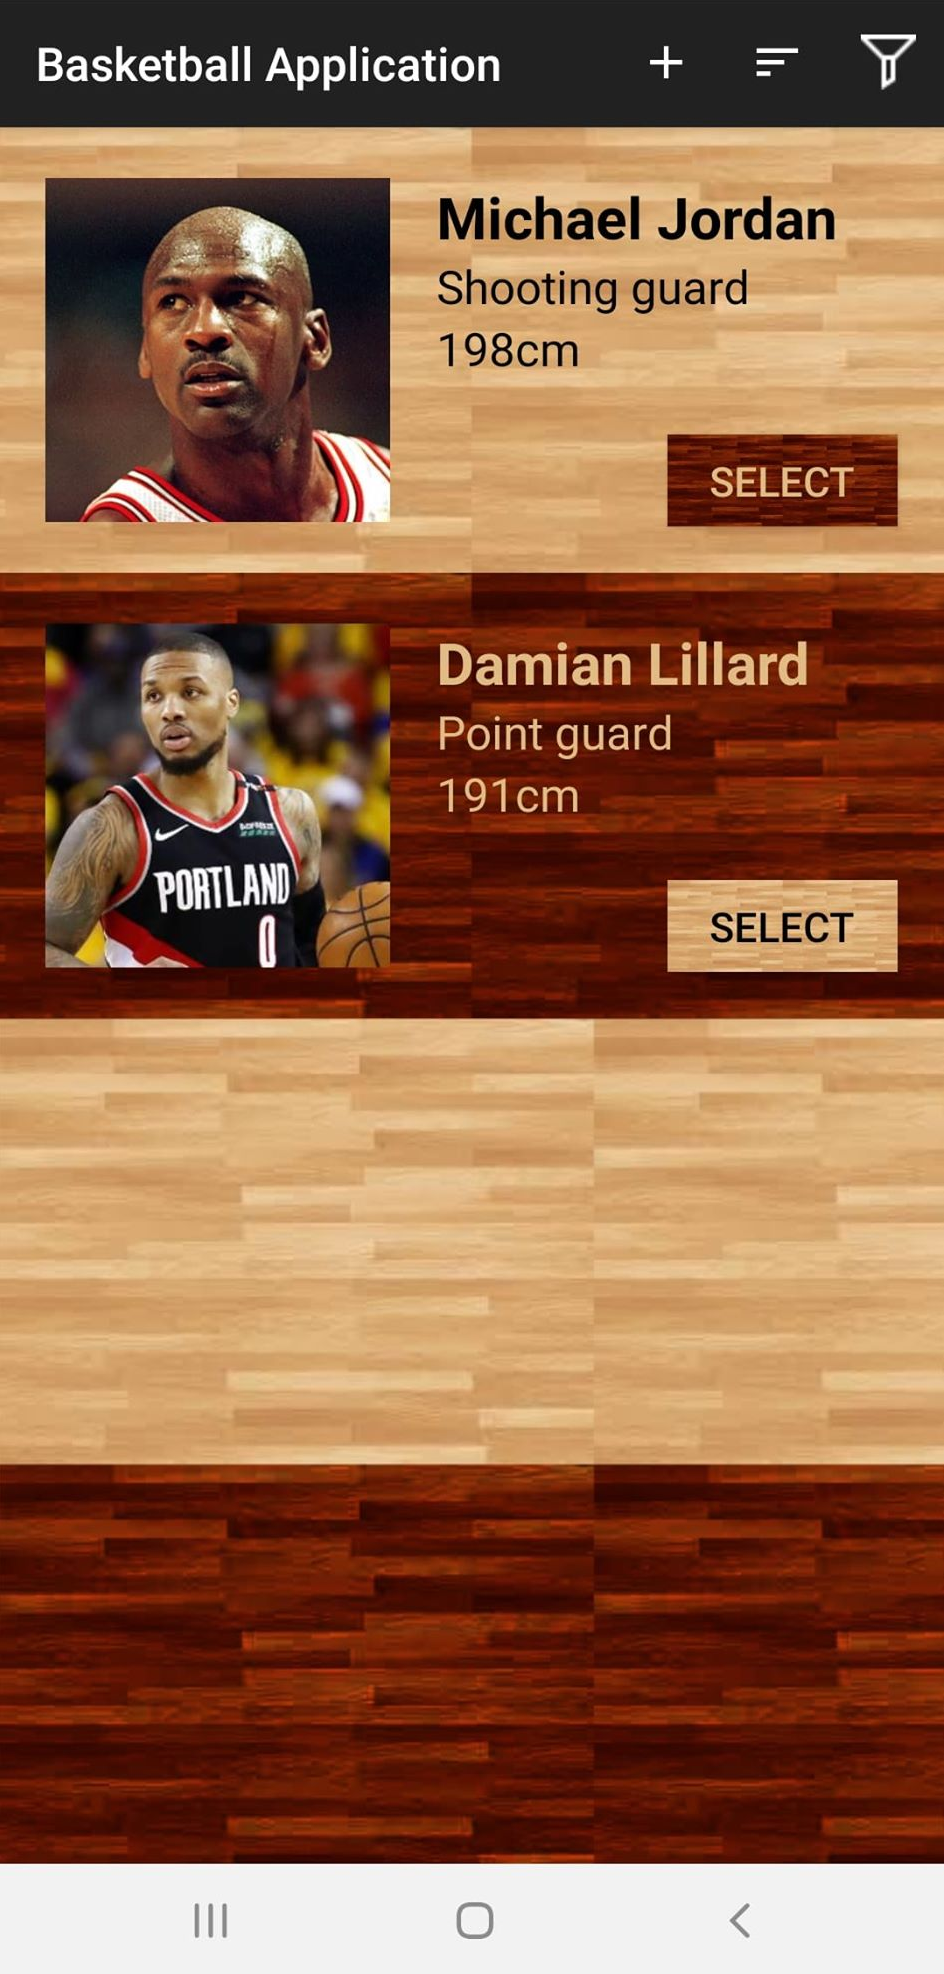 Basketball Application
Michael Jordan
Shooting guard
198cm
SELECT
Damian Lillard
Point guard
191cm
PORTLAND
0
SELECT